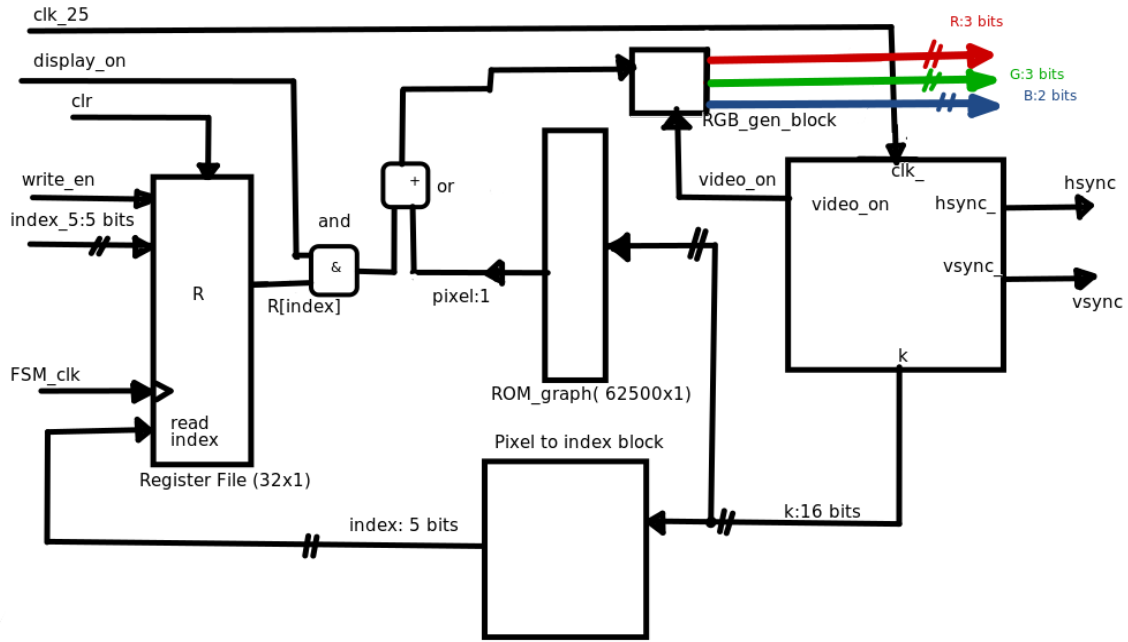 clk_25
R:3 bits
display_on
G:3 bits
B:2 bits
clr
RGB_gen_block
clk_
write_en
+
or
video_on
hsync
index_5:5 bits
and
video_on
hsync_
R
&
pixel:1
vsync_
R[index]
vsync
FSM_clk
k
ROM_graph( 62500x1)
read
index
Pixel to index block
Register File (32x1)
index: 5 bits
k:16 bits